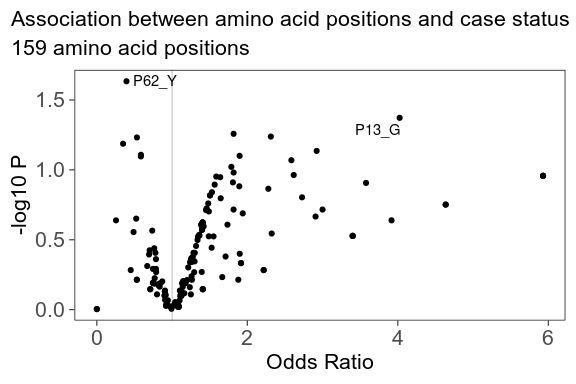 Association between amino acid positions and case status
159 amino acid positions
P62_Y
P13_G
1.5
1.0
0.5
0.0
-log10 P
0 2 4 6
Odds Ratio